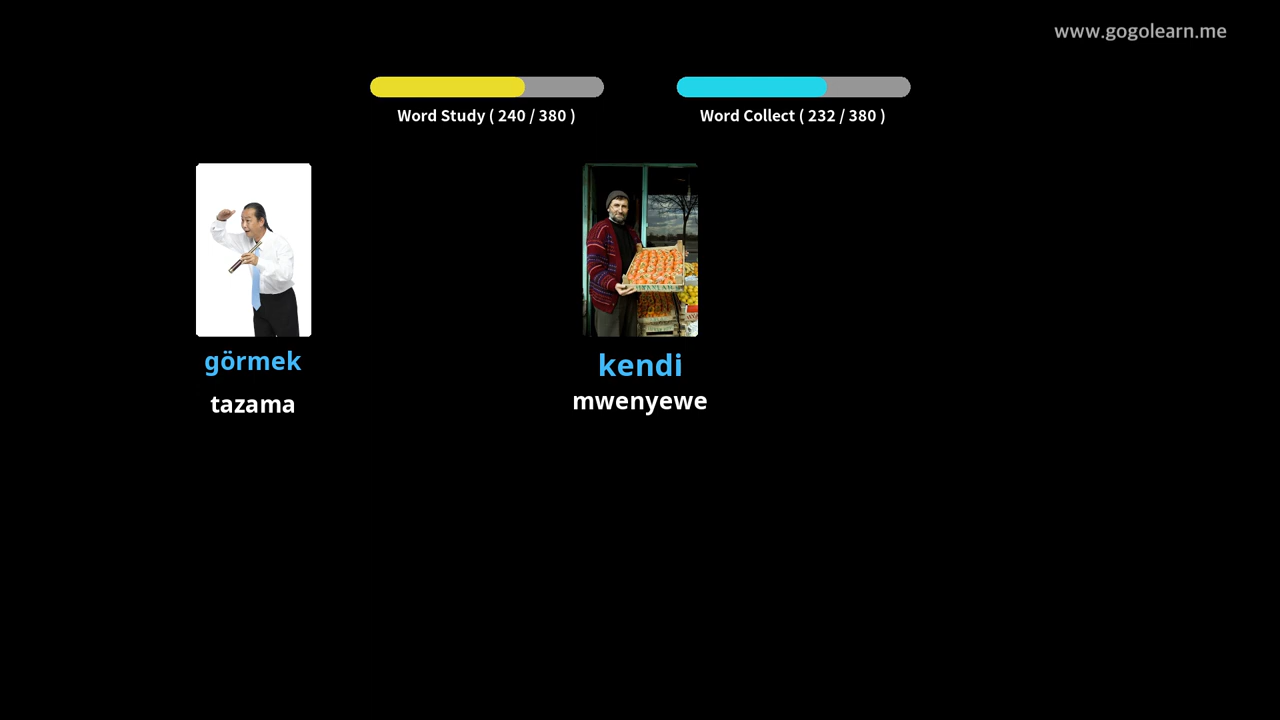 www.gogolearn.me
Word Study ( 240 / 380 )
Word Collect ( 232 / 380 )
görmek
tazama
kendi
mwenyewe